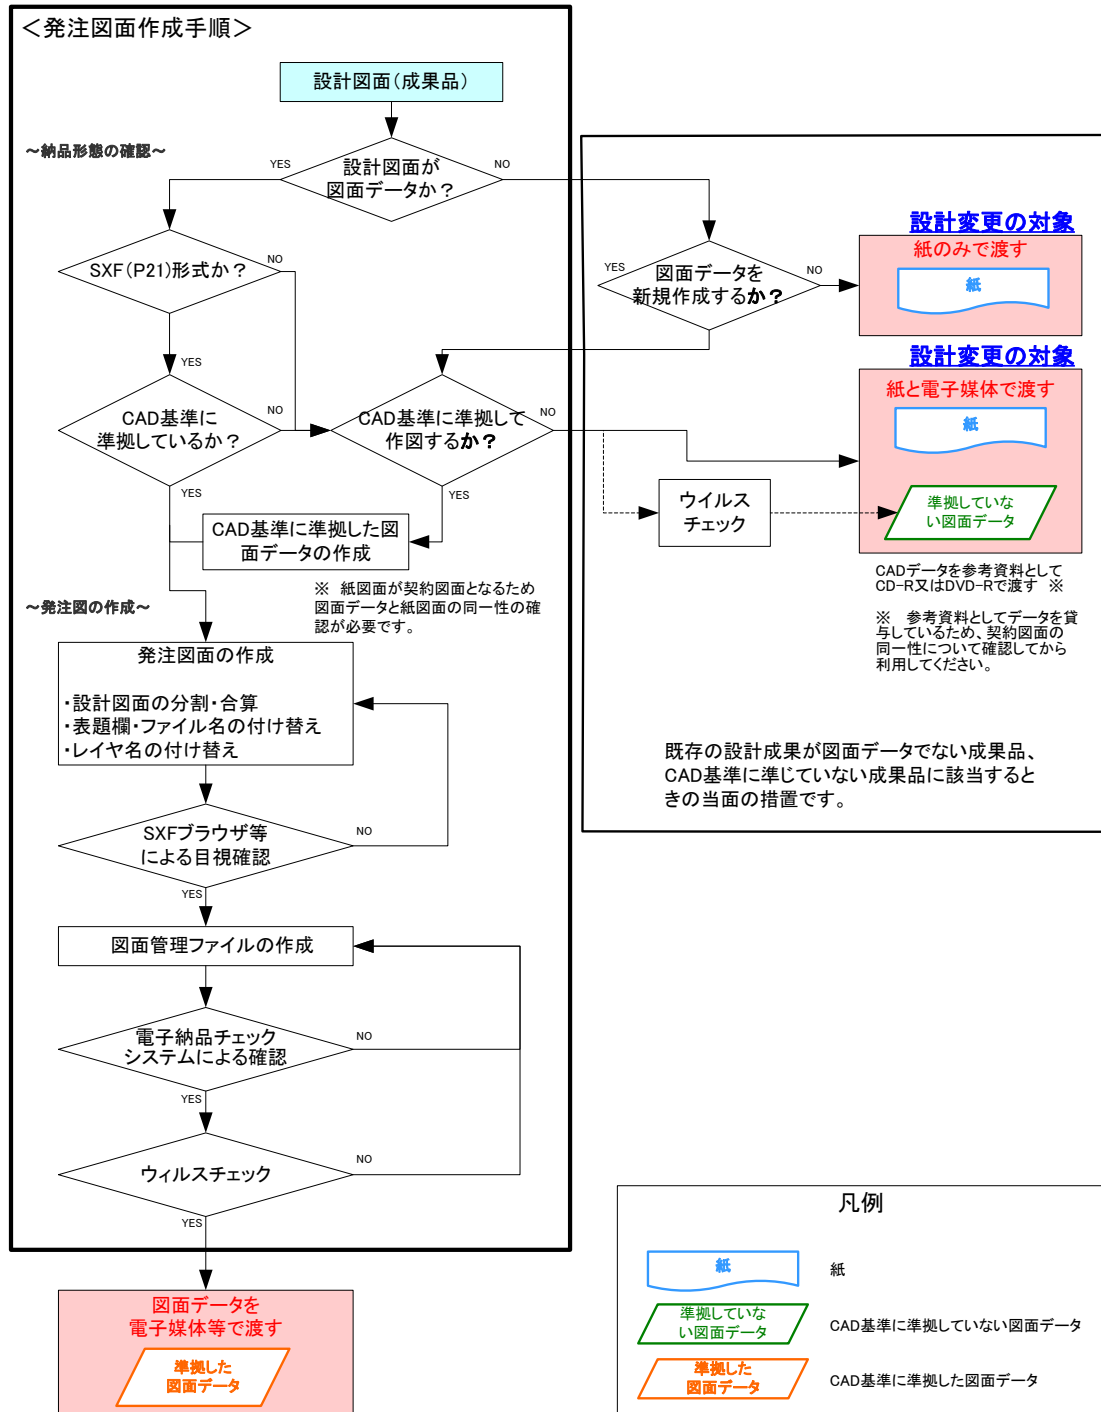 ＜発注図面作成手順＞
設計図面（成果品）
～納品形態の確認～
YES
設計図面が
図面データか？
NO
SXF（P21）形式か？
NO
YES
図面データを
新規作成するか？
NO
設計変更の対象
紙のみで渡す
紙
YES
CAD基準に
準拠しているか？
NO
CAD基準に準拠して
作図するか？
NO
設計変更の対象
紙と電子媒体で渡す
紙
YES
YES
CAD基準に準拠した図
面データの作成
ウイルス
チェック
準拠していな
い図面データ
※　紙図面が契約図面となるため
図面データと紙図面の同一性の確
認が必要です。
CADデータを参考資料として
CD-R又はDVD-Rで渡す　※
※　参考資料としてデータを貸
与しているため、契約図面の
同一性について確認してから
利用してください。
～発注図の作成～
発注図面の作成
・設計図面の分割・合算
・表題欄・ファイル名の付け替え
・レイヤ名の付け替え
既存の設計成果が図面データでない成果品、
CAD基準に準じていない成果品に該当すると
きの当面の措置です。
SXFブラウザ等
による目視確認
NO
YES
図面管理ファイルの作成
電子納品チェック
システムによる確認
NO
YES
ウィルスチェック
NO
YES
図面データを
電子媒体等で渡す
準拠した
図面データ
凡例
紙
紙
準拠していな
い図面データ
CAD基準に準拠していない図面データ
準拠した
図面データ
CAD基準に準拠した図面データ